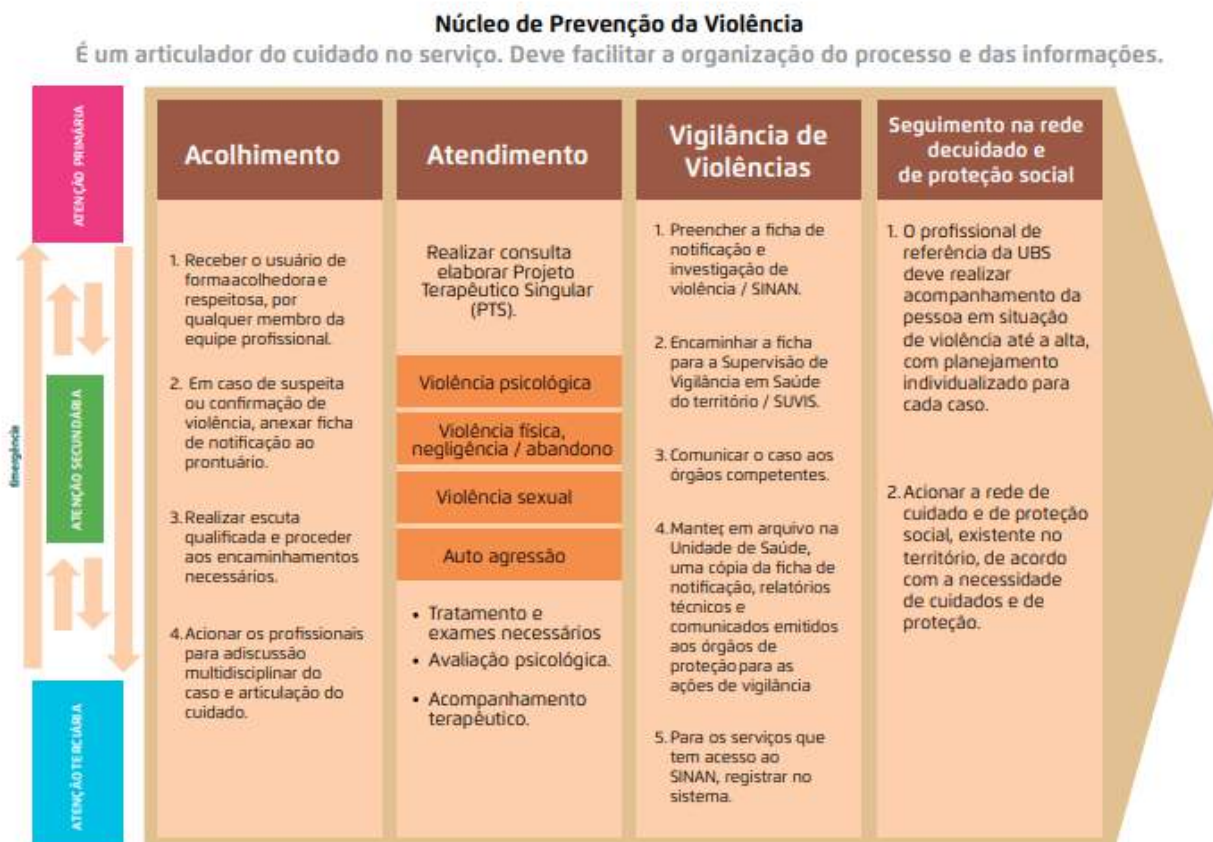 Núcleo de Prevenção da Violência
É um articulador do cuidado no serviço. Deve facilitar a organização do processo e das informações.
ATENÇÃO PRIMÁRIA
Emergência
ATENÇÃO SECUNDÁRIA
ATENÇÃO TERCIÁRIA
Acolhimento
1. Receber o usuário de
forma acolhedora e
respeitosa, por
qualquer membro da
equipe profissional.
2. Em caso de suspeita
ou confirmação de
violência, anexar ficha
de notificação ao
prontuário.
3. Realizar escuta
qualificada e proceder
aos encaminhamentos
necessários.
4. Acionar os profissionais
para adiscussão
multidisciplinar do
caso e articulação do
cuidado.
Atendimento
Realizar consulta
elaborar Projeto
Terapêutico Singular
(PTS).
Violência psicológica
Violência física,
negligência / abandono
Violência sexual
Auto agressão
• Tratamento e
exames necessários
• Avaliação psicológica.
• Acompanhamento
terapêutico.
Vigilância de
Violências
1. Preencher a ficha de
notificação e
investigação de
violência / SINAN.
2. Encaminhar a ficha
para a Supervisão de
Vigilância em Saúde
do território / SUVIS.
3. Comunicar o caso aos
órgãos competentes.
4. Manter, em arquivo na
Unidade de Saúde,
uma cópia da ficha de
notificação, relatórios
técnicos e
comunicados emitidos
aos órgãos de
proteção para as
ações de vigilância
5. Para os serviços que
tem acesso ao
SINAN, registrar no
sistema.
Seguimento na rede
decuidado e
de proteção social
1. O profissional de
referência da UBS
deve realizar
acompanhamento da
pessoa em situação
de violência até a alta,
com planejamento
individualizado para
cada caso.
2. Acionar a rede de
cuidado e de proteção
social, existente no
território, de acordo
com a necessidade
de cuidados e de
proteção.